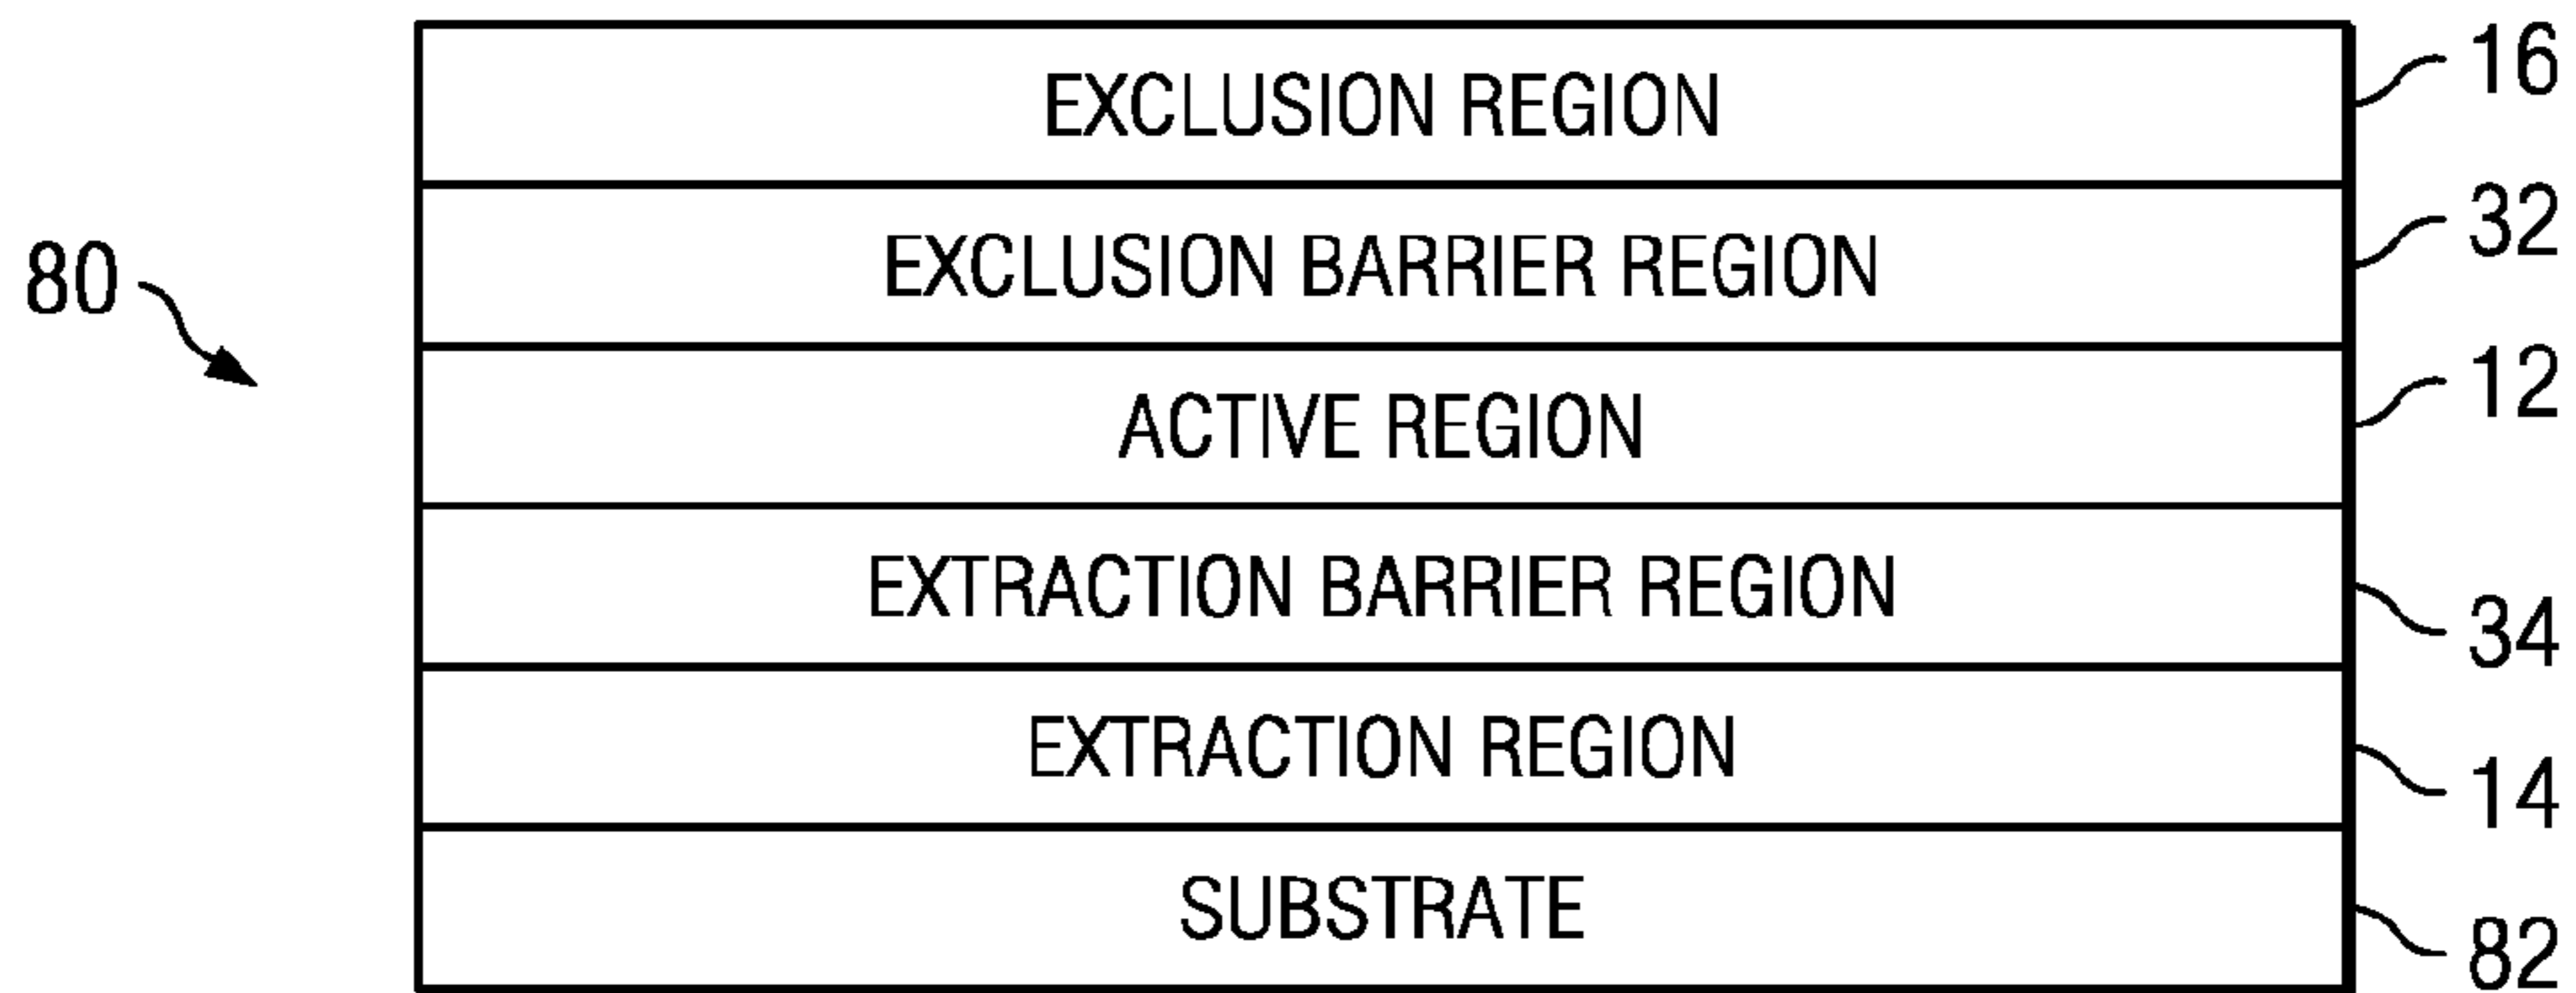 EXCLUSION REGION 16
EXCLUSION BARRIER REGION 32
80
ACTIVE REGION 12
EXTRACTION BARRIER REGION 34
EXTRACTION REGION 14
SUBSTRATE 82